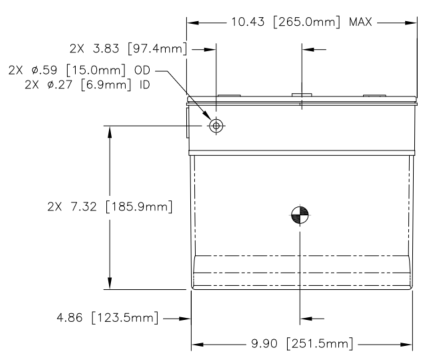 10.43 [265.0mm] MAX
2X 3.83 [97.4mm]
2X ø.59 [15.0mm] OD
2X ø.27 [6.9mm] ID
2X 7.32 [185.9mm]
4.86 [123.5mm]
9.90 [251.5mm]